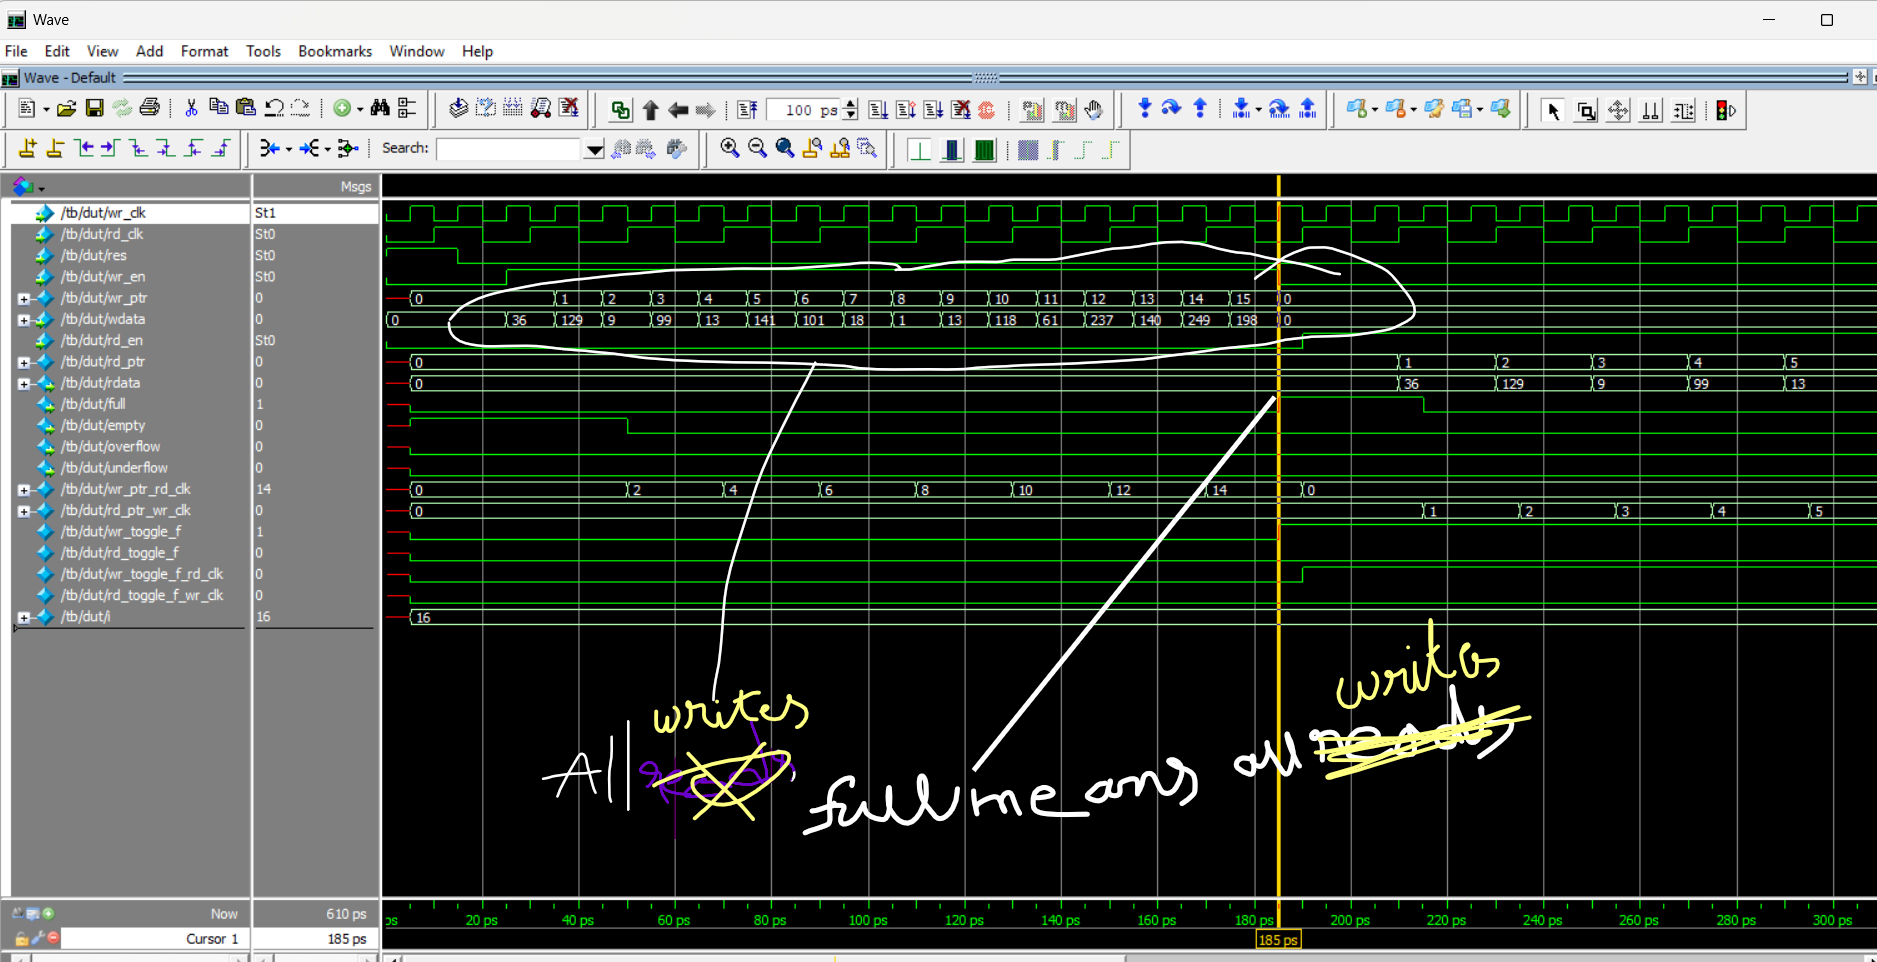 Wave
File Edit View Add Format Tools Bookmarks Window Help
Wave - Default
100 ps
Search:
Msgs
/tb/dut/wr_clk St1
/tb/dut/rd_clk St0
/tb/dut/res St0
/tb/dut/wr_en St0
/tb/dut/wr_ptr 0 0 1 2 3 4 5 6 7 8 9 10 11 12 13 14 15 0
/tb/dut/wdata 0 0 36 129 9 99 13 141 101 18 1 13 118 61 237 140 249 198 0
/tb/dut/rd_en St0
/tb/dut/rd_ptr 0 0 1 2 3 4 5
/tb/dut/rdata 0 0 36 129 9 99 13
/tb/dut/full 1
/tb/dut/empty 0
/tb/dut/overflow 0
/tb/dut/underflow 0
/tb/dut/wr_ptr_rd_clk 14 0 2 4 6 8 10 12 14 0
/tb/dut/rd_ptr_wr_clk 0 0 1 2 3 4 5
/tb/dut/wr_toggle_f 1
/tb/dut/rd_toggle_f 0
/tb/dut/wr_toggle_f_rd_clk 0
/tb/dut/rd_toggle_f_wr_clk 0
/tb/dut/i 16 16
writes
writes
All full means all reads
Now 610 ps
ps 20 ps 40 ps 60 ps 80 ps 100 ps 120 ps 140 ps 160 ps 180 ps 200 ps 220 ps 240 ps 260 ps 280 ps 300 ps
Cursor 1 185 ps
185 ps